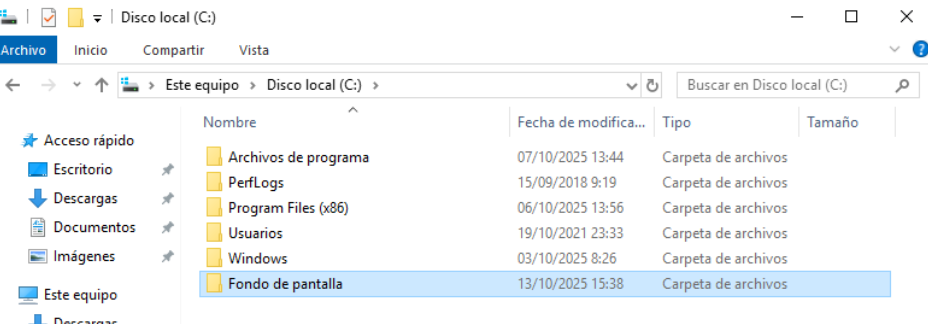 Disco local (C:)
Archivo Inicio Compartir Vista
Este equipo > Disco local (C:) > Buscar en Disco local (C:)
Nombre Fecha de modifica... Tipo Tamaño
Acceso rápido
Escritorio
Descargas
Documentos
Imágenes
Este equipo
Descargas
Archivos de programa 07/10/2025 13:44 Carpeta de archivos
PerfLogs 15/09/2018 9:19 Carpeta de archivos
Program Files (x86) 06/10/2025 13:56 Carpeta de archivos
Usuarios 19/10/2021 23:33 Carpeta de archivos
Windows 03/10/2025 8:26 Carpeta de archivos
Fondo de pantalla 13/10/2025 15:38 Carpeta de archivos